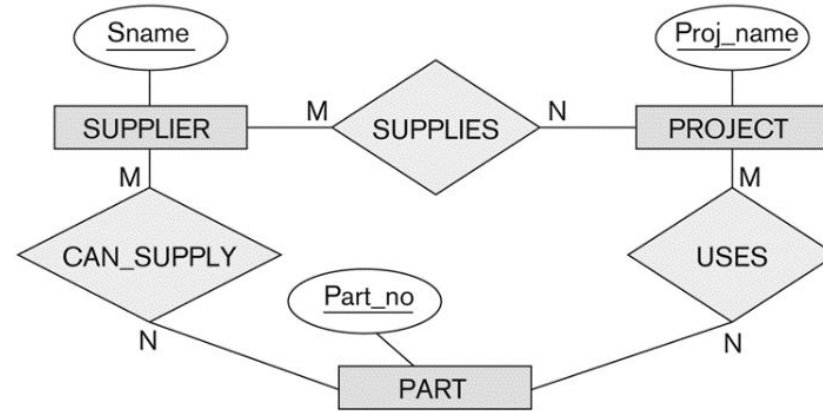 Sname
Proj_name
M
N
SUPPLIER
SUPPLIES
PROJECT
M
M
CAN_SUPPLY
USES
Part_no
N
N
PART